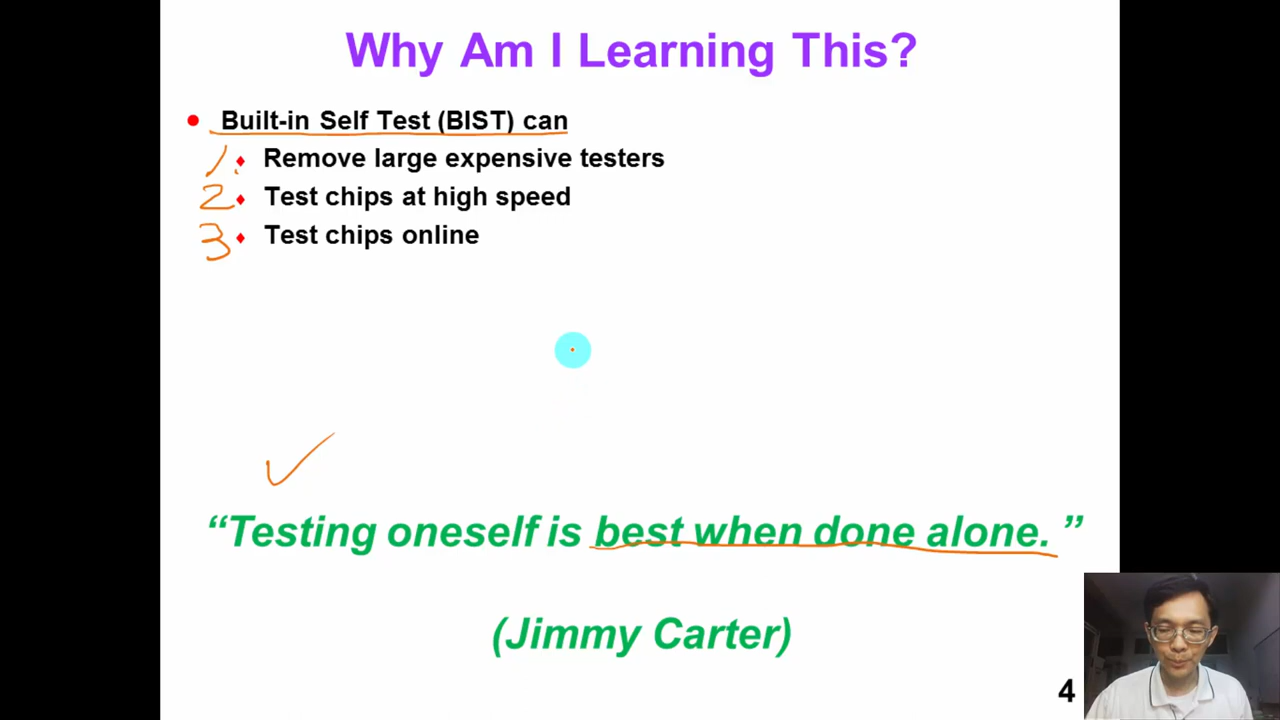 Why Am I Learning This?
• Built-in Self Test (BIST) can
1. ♦ Remove large expensive testers
2 ♦ Test chips at high speed
3 ♦ Test chips online
“Testing oneself is best when done alone. ”
(Jimmy Carter)
4